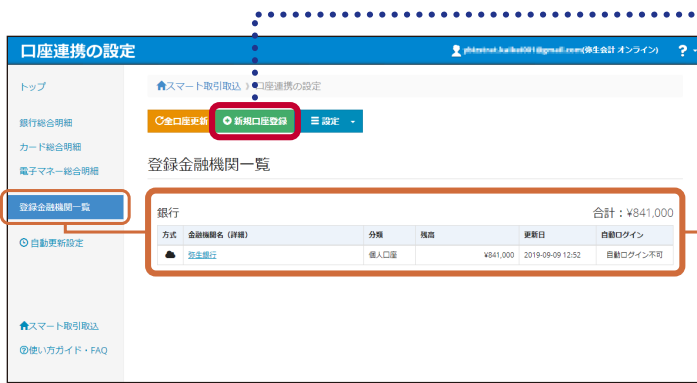 口座連携の設定
(弥生会計 オンライン) ?
トップ
スマート取引取込 〉 口座連携の設定
全口座更新 新規口座登録 設定
銀行総合明細
カード総合明細
電子マネー総合明細
登録金融機関一覧
自動更新設定
スマート取引取込
使い方ガイド・FAQ
登録金融機関一覧
銀行 合計：¥841,000
方式 金融機関名（詳細） 分類 残高 更新日 自動ログイン
弥生銀行 個人口座 ¥841,000 2019-09-09 12:52 自動ログイン不可